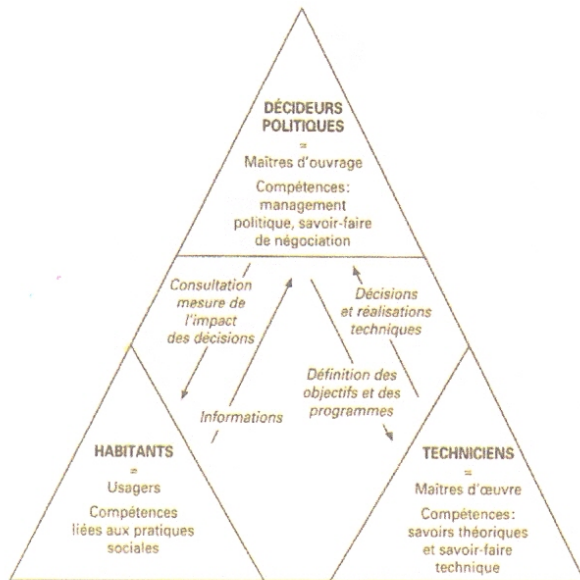 DÉCIDEURS
POLITIQUES
=
Maîtres d'ouvrage
Compétences:
management
politique, savoir-faire
de négociation
Consultation
mesure de
l'impact
des décisions
Décisions
et réalisations
techniques
Informations
Définition des
objectifs et des
programmes
HABITANTS
=
Usagers
Compétences
liées aux pratiques
sociales
TECHNICIENS
=
Maîtres d'œuvre
Compétences:
savoirs théoriques
et savoir-faire
technique